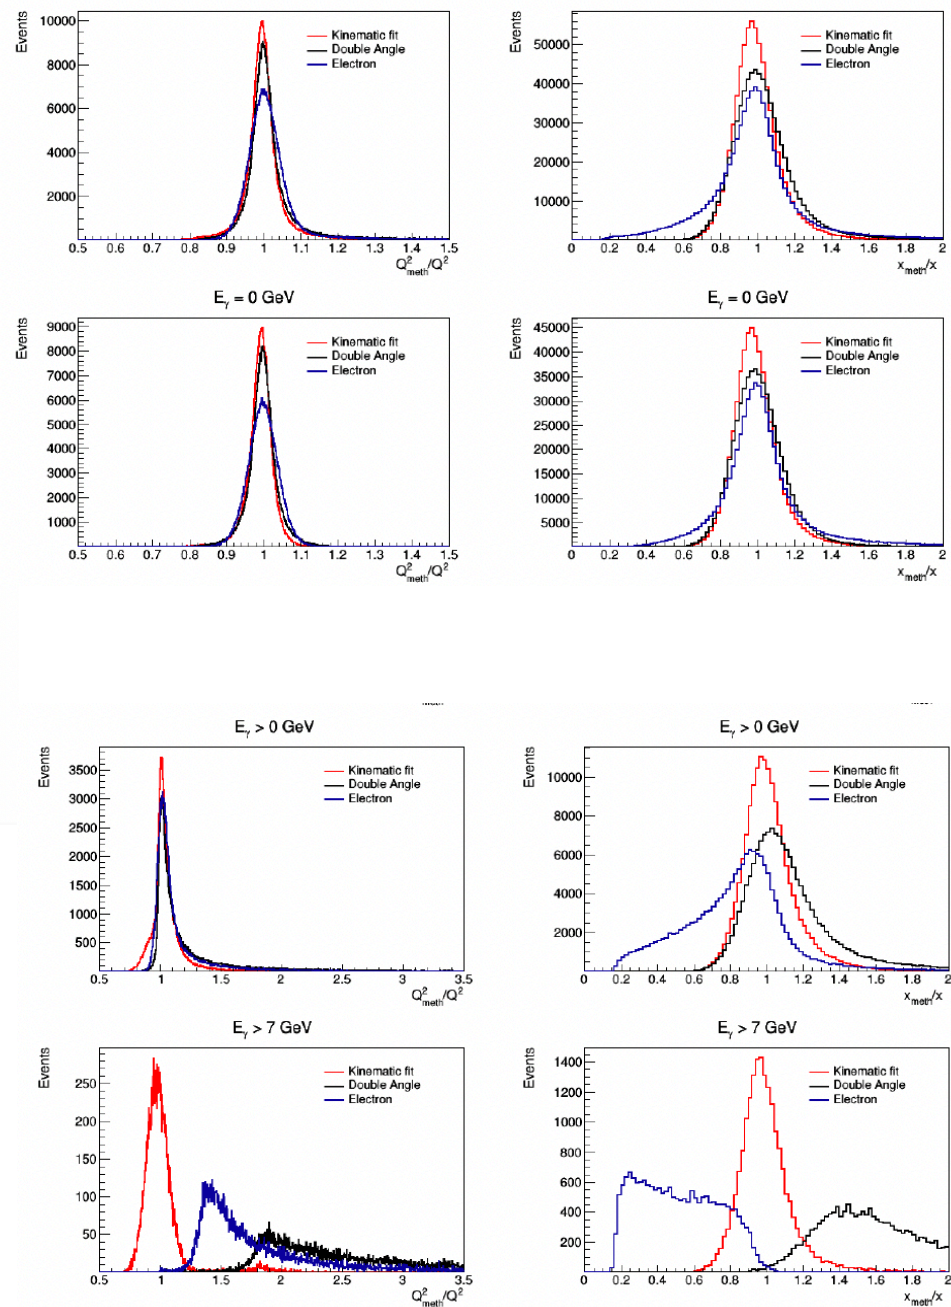 Events
10000
8000
6000
4000
2000
0.5 0.6 0.7 0.8 0.9 1 1.1 1.2 1.3 1.4 1.5
Q²meth/Q²
Kinematic fit
Double Angle
Electron
Events
50000
40000
30000
20000
10000
0 0.2 0.4 0.6 0.8 1 1.2 1.4 1.6 1.8 2
xmeth/x
Kinematic fit
Double Angle
Electron
Eγ = 0 GeV
Events
9000
8000
7000
6000
5000
4000
3000
2000
1000
0.5 0.6 0.7 0.8 0.9 1 1.1 1.2 1.3 1.4 1.5
Q²meth/Q²
Kinematic fit
Double Angle
Electron
Eγ = 0 GeV
Events
45000
40000
35000
30000
25000
20000
15000
10000
5000
0 0.2 0.4 0.6 0.8 1 1.2 1.4 1.6 1.8 2
xmeth/x
Kinematic fit
Double Angle
Electron
Eγ > 0 GeV
Events
3500
3000
2500
2000
1500
1000
500
0.5 1 1.5 2 2.5 3 3.5
Q²meth/Q²
Kinematic fit
Double Angle
Electron
Eγ > 0 GeV
Events
10000
8000
6000
4000
2000
0 0.2 0.4 0.6 0.8 1 1.2 1.4 1.6 1.8 2
xmeth/x
Kinematic fit
Double Angle
Electron
Eγ > 7 GeV
Events
250
200
150
100
50
0.5 1 1.5 2 2.5 3 3.5
Q²meth/Q²
Kinematic fit
Double Angle
Electron
Eγ > 7 GeV
Events
1400
1200
1000
800
600
400
200
0 0.2 0.4 0.6 0.8 1 1.2 1.4 1.6 1.8 2
xmeth/x
Kinematic fit
Double Angle
Electron